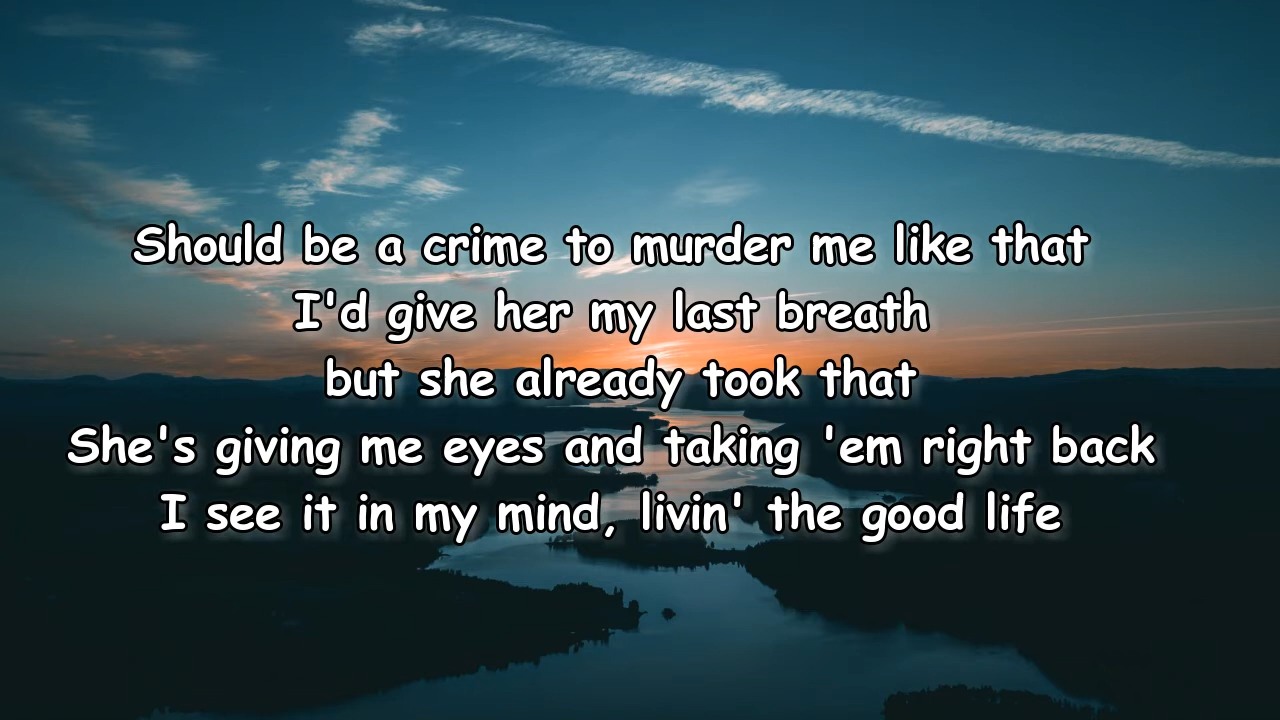 Should be a crime to murder me like that
I'd give her my last breath
but she already took that
She's giving me eyes and taking 'em right back
I see it in my mind, livin' the good life